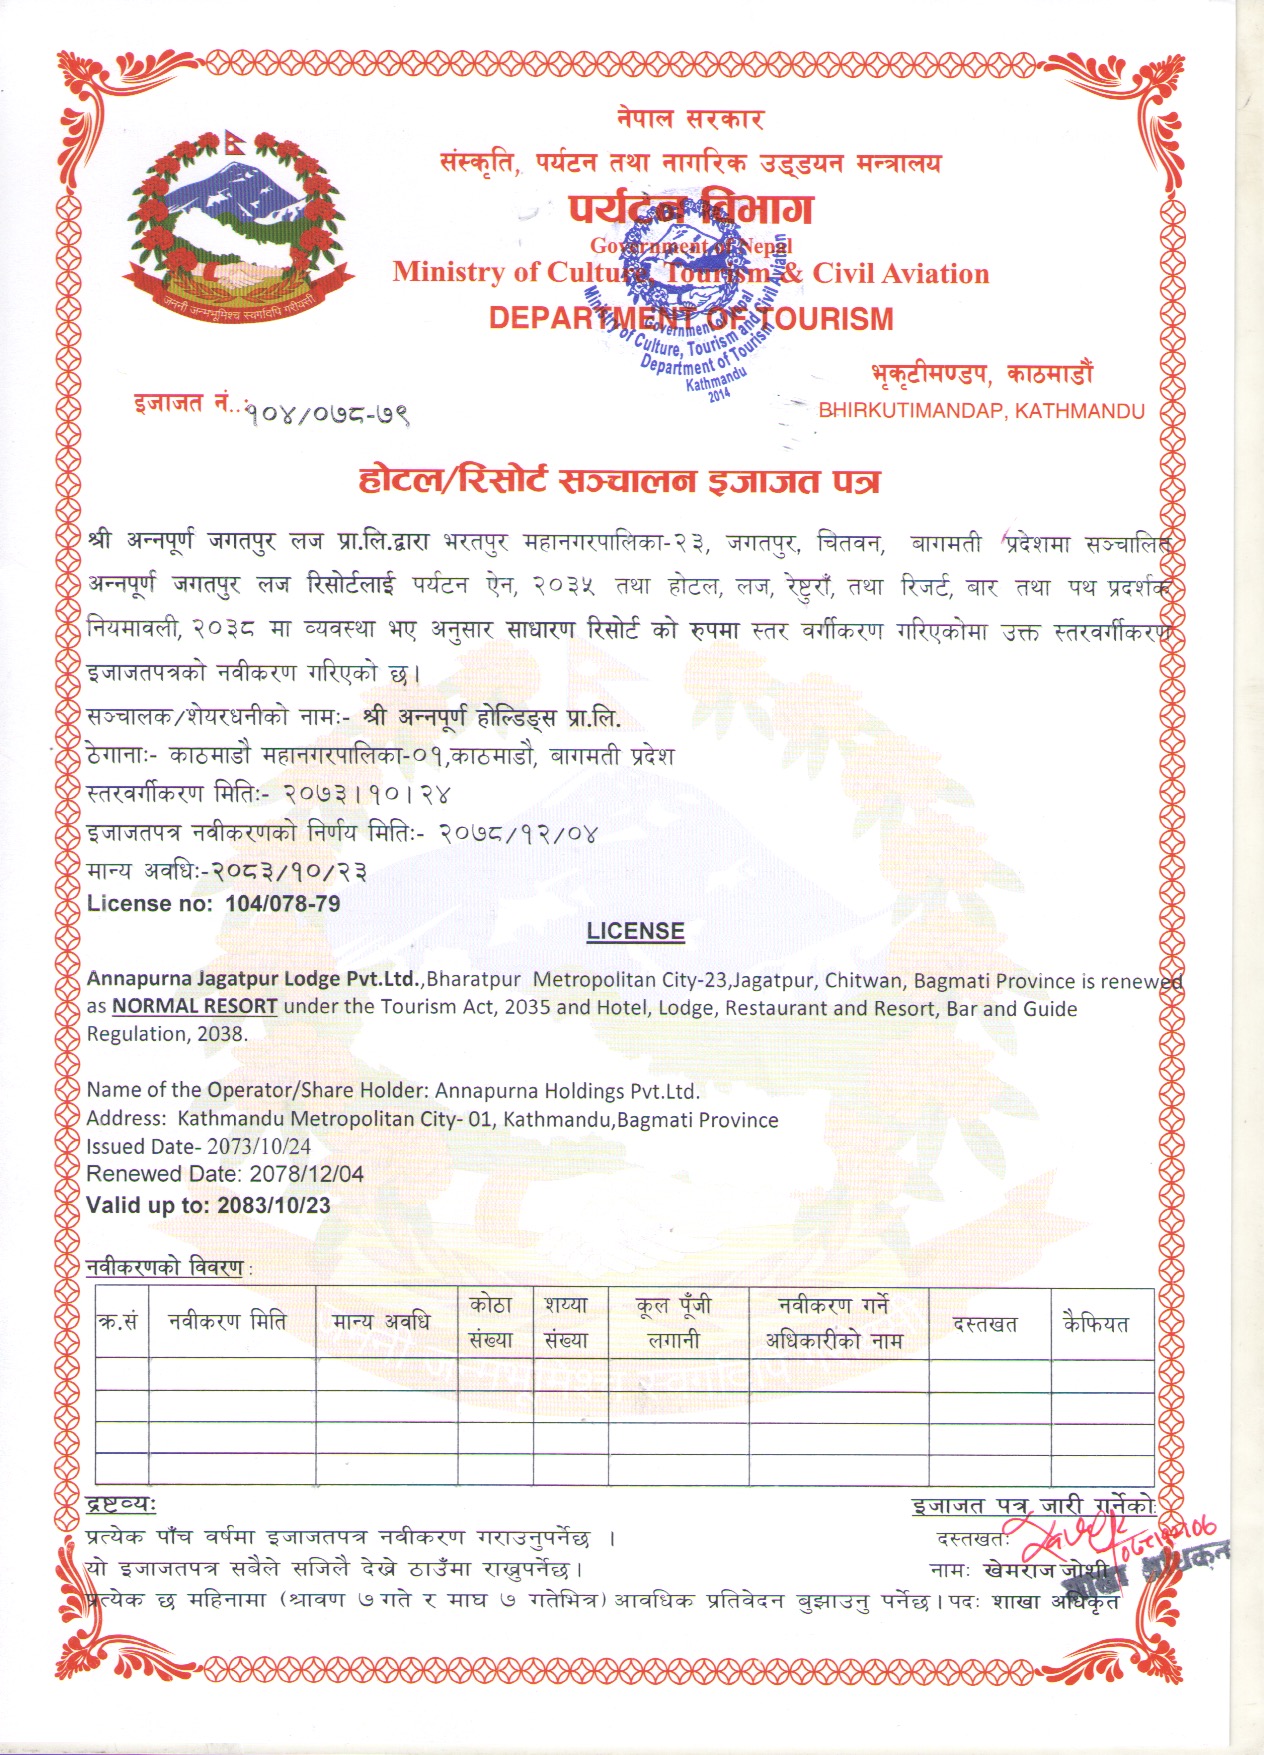 नेपाल सरकार
संस्कृति, पर्यटन तथा नागरिक उड्डयन मन्त्रालय
पर्यटन विभाग
Government of Nepal
Ministry of Culture, Tourism & Civil Aviation
DEPARTMENT OF TOURISM
जननी जन्मभूमिश्च स्वर्गादपि गरीयसी
Government of Nepal
Ministry of Culture, Tourism and Civil Aviation
Department of Tourism
Kathmandu
2014
भृकुटीमण्डप, काठमाडौं
BHIRKUTIMANDAP, KATHMANDU
इजाजत नं..: १०४/०७८-७९
होटल/रिसोर्ट सञ्चालन इजाजत पत्र
श्री अन्नपूर्ण जगतपुर लज प्रा.लि.द्वारा भरतपुर महानगरपालिका-२३, जगतपुर, चितवन, बागमती प्रदेशमा सञ्चालित
अन्नपूर्ण जगतपुर लज रिसोर्टलाई पर्यटन ऐन, २०३५ तथा होटल, लज, रेष्टुराँ, तथा रिजर्ट, बार तथा पथ प्रदर्शक
नियमावली, २०३८ मा व्यवस्था भए अनुसार साधारण रिसोर्ट को रुपमा स्तर वर्गीकरण गरिएकोमा उक्त स्तरवर्गीकरण
इजाजतपत्रको नवीकरण गरिएको छ।
सञ्चालक/शेयरधनीको नामः- श्री अन्नपूर्ण होल्डिङ्स प्रा.लि.
ठेगानाः- काठमाडौ महानगरपालिका-०१,काठमाडौ, बागमती प्रदेश
स्तरवर्गीकरण मितिः- २०७३।१०।२४
इजाजतपत्र नवीकरणको निर्णय मितिः- २०७८/१२/०४
मान्य अवधिः-२०८३/१०/२३
License no: 104/078-79
LICENSE
Annapurna Jagatpur Lodge Pvt.Ltd.,Bharatpur Metropolitan City-23,Jagatpur, Chitwan, Bagmati Province is renewed
as NORMAL RESORT under the Tourism Act, 2035 and Hotel, Lodge, Restaurant and Resort, Bar and Guide
Regulation, 2038.
Name of the Operator/Share Holder: Annapurna Holdings Pvt.Ltd.
Address: Kathmandu Metropolitan City- 01, Kathmandu,Bagmati Province
Issued Date- 2073/10/24
Renewed Date: 2078/12/04
Valid up to: 2083/10/23
नवीकरणको विवरण :
क्र.सं नवीकरण मिति मान्य अवधि कोठा संख्या शय्या संख्या कूल पूँजी लगानी नवीकरण गर्ने अधिकारीको नाम दस्तखत कैफियत
द्रष्टव्यः
इजाजत पत्र जारी गर्नेकोः
प्रत्येक पाँच वर्षमा इजाजतपत्र नवीकरण गराउनुपर्नेछ ।
दस्तखतः
यो इजाजतपत्र सबैले सजिलै देख्ने ठाउँमा राख्नुपर्नेछ।
नामः खेमराज जोशी
शाखा अधिकृत
प्रत्येक छ महिनामा (श्रावण ७ गते र माघ ७ गतेभित्र) आवधिक प्रतिवेदन बुझाउनु पर्नेछ। पदः शाखा अधिकृत